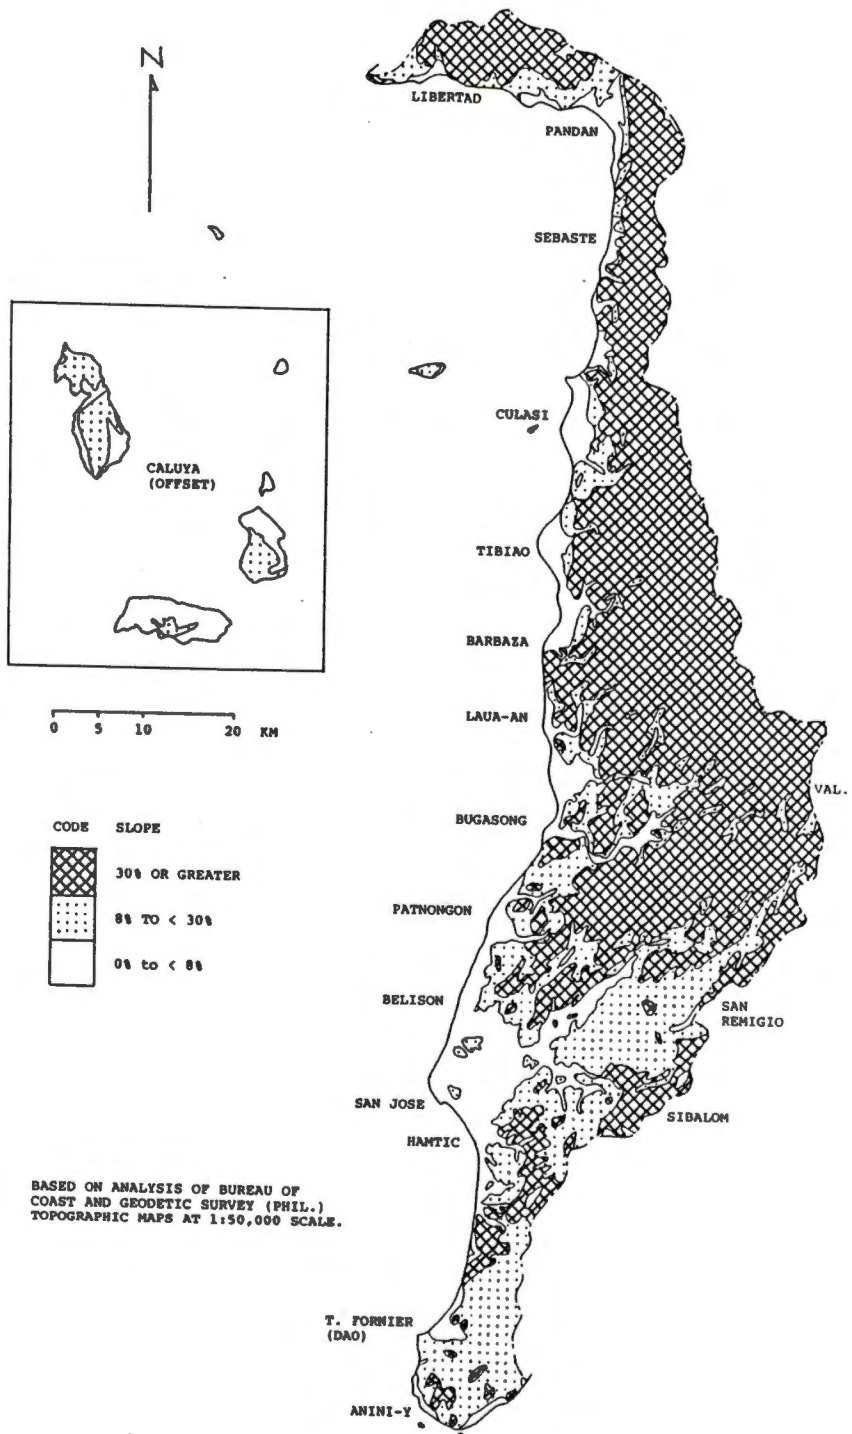 N
LIBERTAD
PANDAN
SEBASTE
CULASI
CALUYA
(OFFSET)
TIBIAO
BARBAZA
LAUA-AN
0 5 10 20 KM
VAL.
BUGASONG
CODE SLOPE
30% OR GREATER
8% TO < 30%
0% to < 8%
PATNONGON
BELISON
SAN
REMIGIO
SAN JOSE
SIBALOM
HAMTIC
BASED ON ANALYSIS OF BUREAU OF
COAST AND GEODETIC SURVEY (PHIL.)
TOPOGRAPHIC MAPS AT 1:50,000 SCALE.
T. FORNIER
(DAO)
ANINI-Y